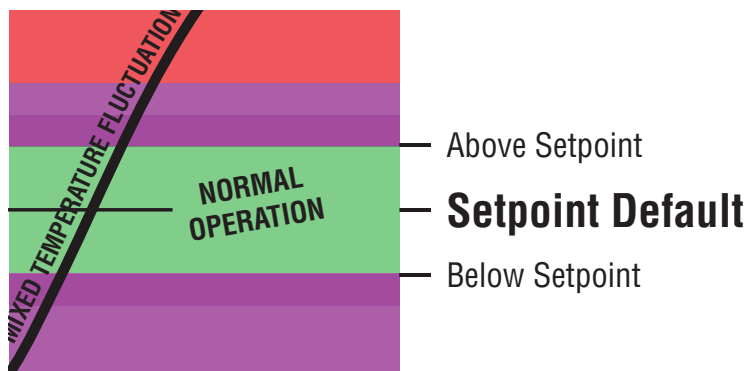 MIXED TEMPERATURE FLUCTUATION
NORMAL
OPERATION
Above Setpoint
Setpoint Default
Below Setpoint